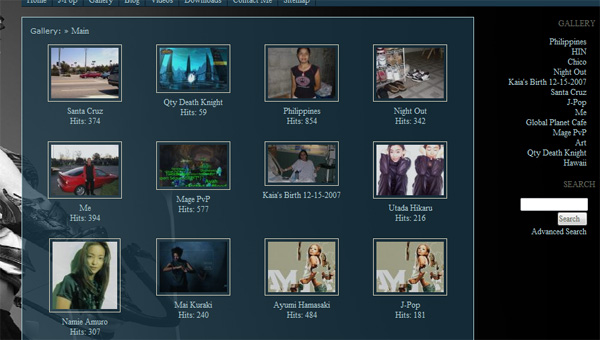 Home J-Pop Gallery Blog Videos Downloads Contact Me Sitemap
Gallery: » Main
Santa Cruz
Hits: 374
Qty Death Knight
Hits: 59
Philippines
Hits: 854
Night Out
Hits: 342
Me
Hits: 394
Mage PvP
Hits: 577
Kaia's Birth 12-15-2007
Utada Hikaru
Hits: 216
Namie Amuro
Hits: 307
Mai Kuraki
Hits: 240
Ayumi Hamasaki
Hits: 484
J-Pop
Hits: 181
GALLERY
Philippines
HIN
Chico
Night Out
Kaia's Birth 12-15-2007
Santa Cruz
J-Pop
Me
Global Planet Cafe
Mage PvP
Art
Qty Death Knight
Hawaii
SEARCH
Search
Advanced Search